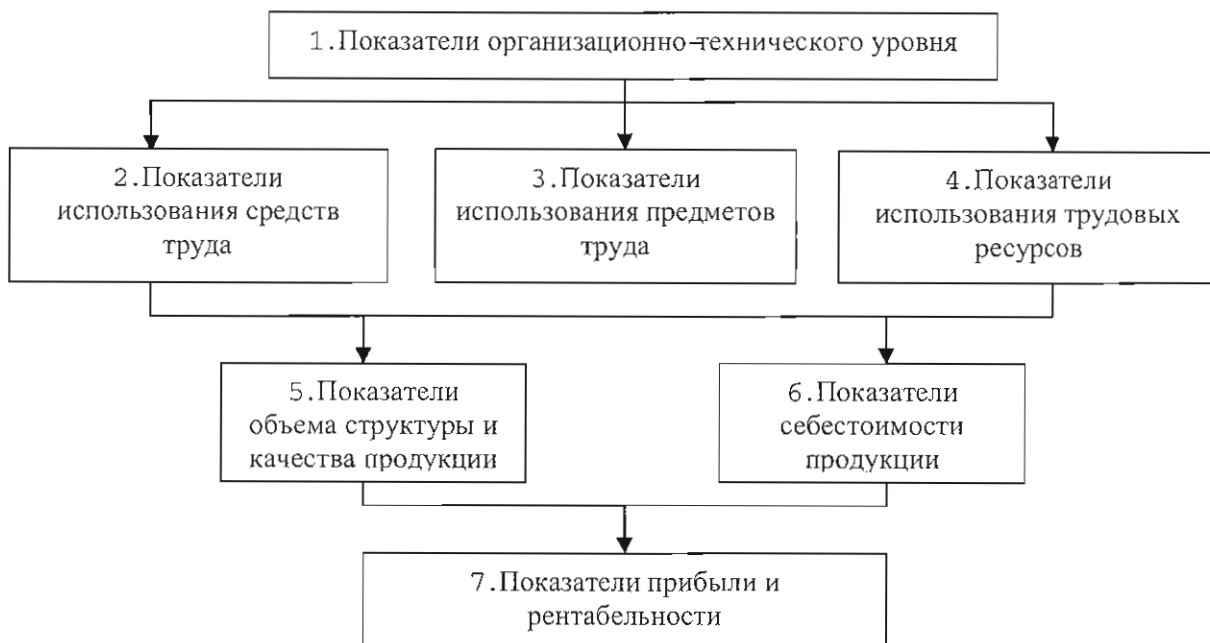 1.Показатели организационно-технического уровня
2.Показатели
использования средств
труда
3.Показатели
использования предметов
труда
4.Показатели
использования трудовых
ресурсов
5.Показатели
объема структуры и
качества продукции
6.Показатели
себестоимости
продукции
7.Показатели прибыли и
рентабельности